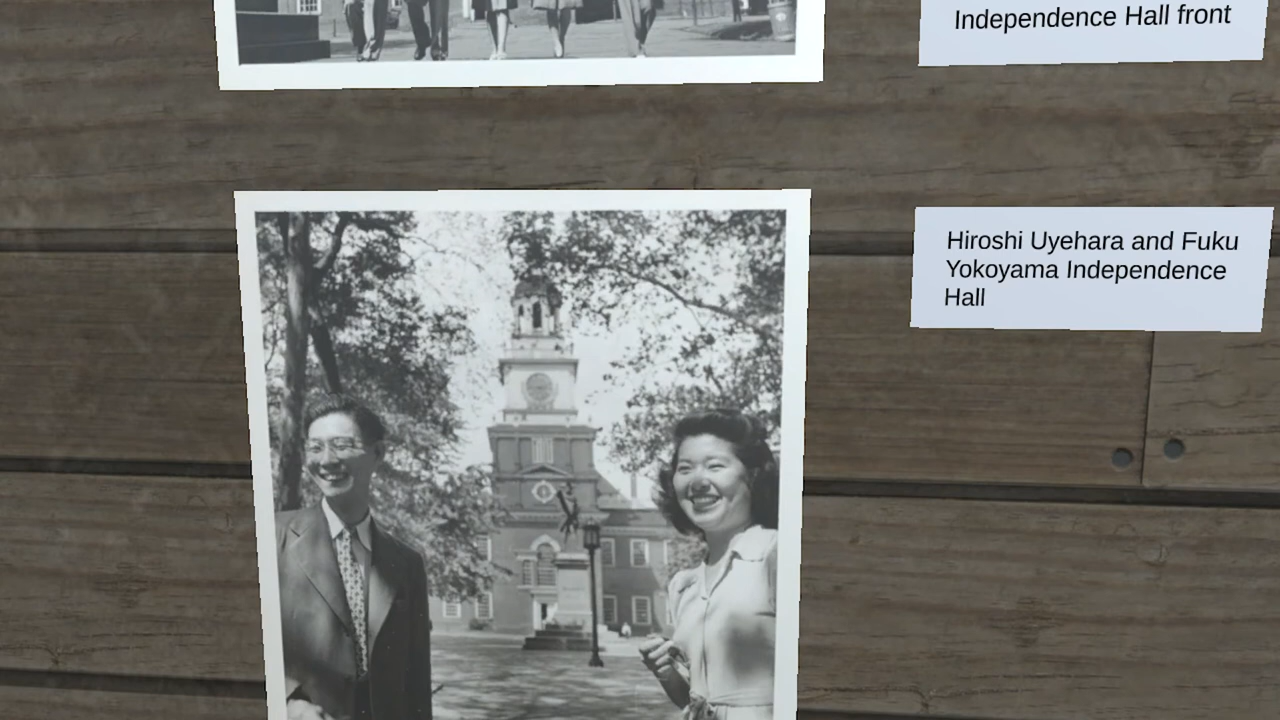 Independence Hall front
Hiroshi Uyehara and Fuku
Yokoyama Independence
Hall